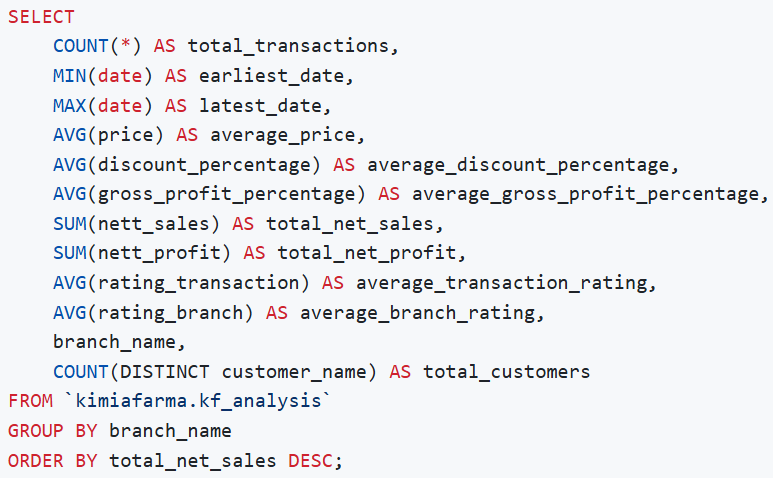 SELECT
    COUNT(*) AS total_transactions,
    MIN(date) AS earliest_date,
    MAX(date) AS latest_date,
    AVG(price) AS average_price,
    AVG(discount_percentage) AS average_discount_percentage,
    AVG(gross_profit_percentage) AS average_gross_profit_percentage,
    SUM(nett_sales) AS total_net_sales,
    SUM(nett_profit) AS total_net_profit,
    AVG(rating_transaction) AS average_transaction_rating,
    AVG(rating_branch) AS average_branch_rating,
    branch_name,
    COUNT(DISTINCT customer_name) AS total_customers
FROM `kimiafarma.kf_analysis`
GROUP BY branch_name
ORDER BY total_net_sales DESC;